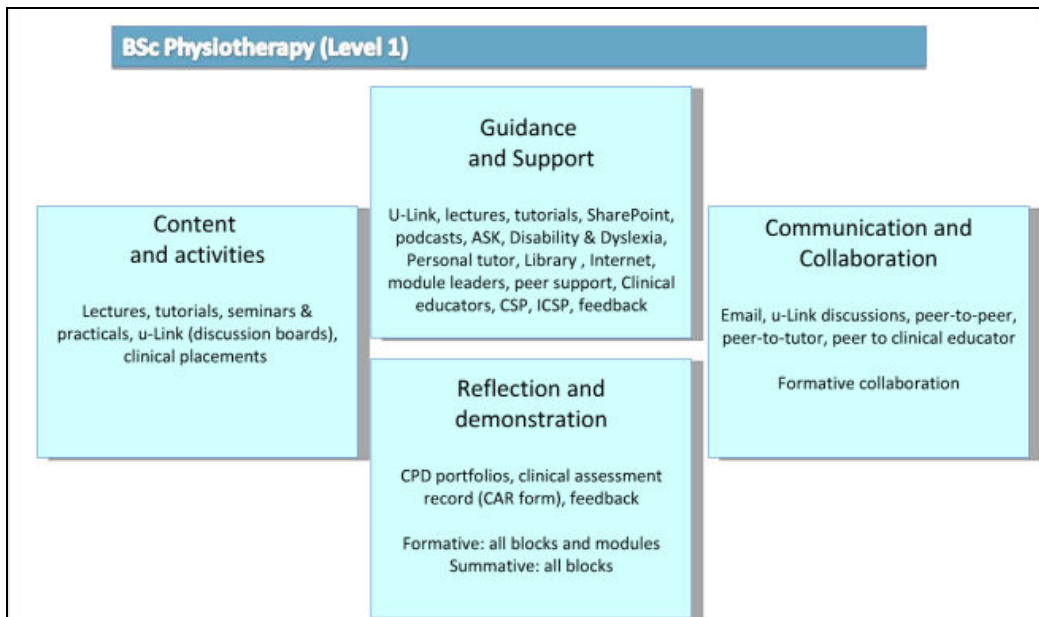 BSc Physiotherapy (Level 1)
Guidance
and Support
U-Link, lectures, tutorials, SharePoint,
podcasts, ASK, Disability & Dyslexia,
Personal tutor, Library , Internet,
module leaders, peer support, Clinical
educators, CSP, ICSP, feedback
Content
and activities
Lectures, tutorials, seminars &
practicals, u-Link (discussion boards),
clinical placements
Communication and
Collaboration
Email, u-Link discussions, peer-to-peer,
peer-to-tutor, peer to clinical educator
Formative collaboration
Reflection and
demonstration
CPD portfolios, clinical assessment
record (CAR form), feedback
Formative: all blocks and modules
Summative: all blocks